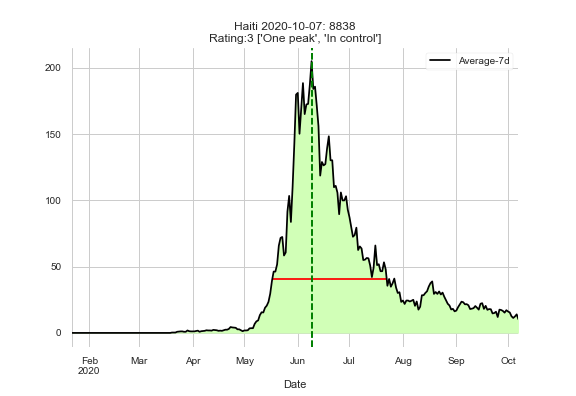 Haiti 2020-10-07: 8838
Rating:3 ['One peak', 'In control']
Average-7d
200
150
100
50
0
Feb Mar Apr May Jun Jul Aug Sep Oct
2020
Date